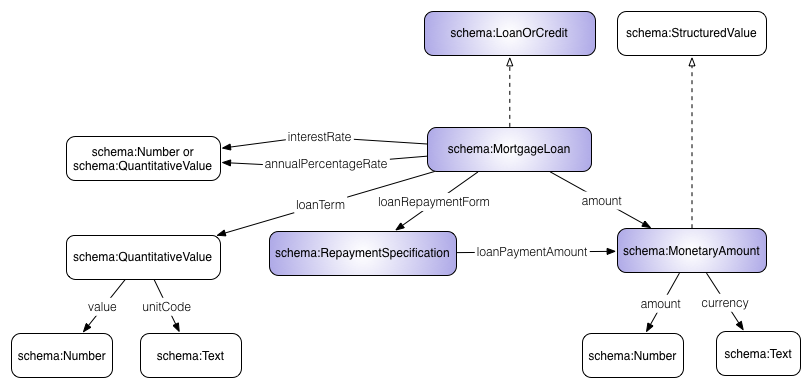 schema:LoanOrCredit
schema:StructuredValue
interestRate
schema:MortgageLoan
schema:Number or
schema:QuantitativeValue
annualPercentageRate
loanTerm
loanRepaymentForm
amount
schema:QuantitativeValue
schema:RepaymentSpecification
loanPaymentAmount
schema:MonetaryAmount
value
unitCode
amount
currency
schema:Number
schema:Text
schema:Number
schema:Text